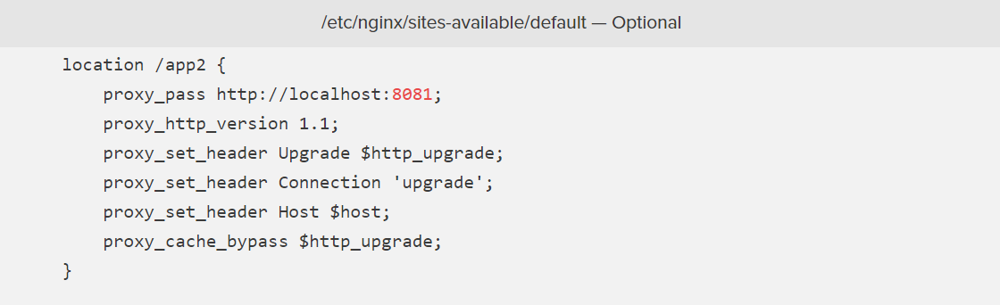 /etc/nginx/sites-available/default — Optional
location /app2 {
    proxy_pass http://localhost:8081;
    proxy_http_version 1.1;
    proxy_set_header Upgrade $http_upgrade;
    proxy_set_header Connection 'upgrade';
    proxy_set_header Host $host;
    proxy_cache_bypass $http_upgrade;
}